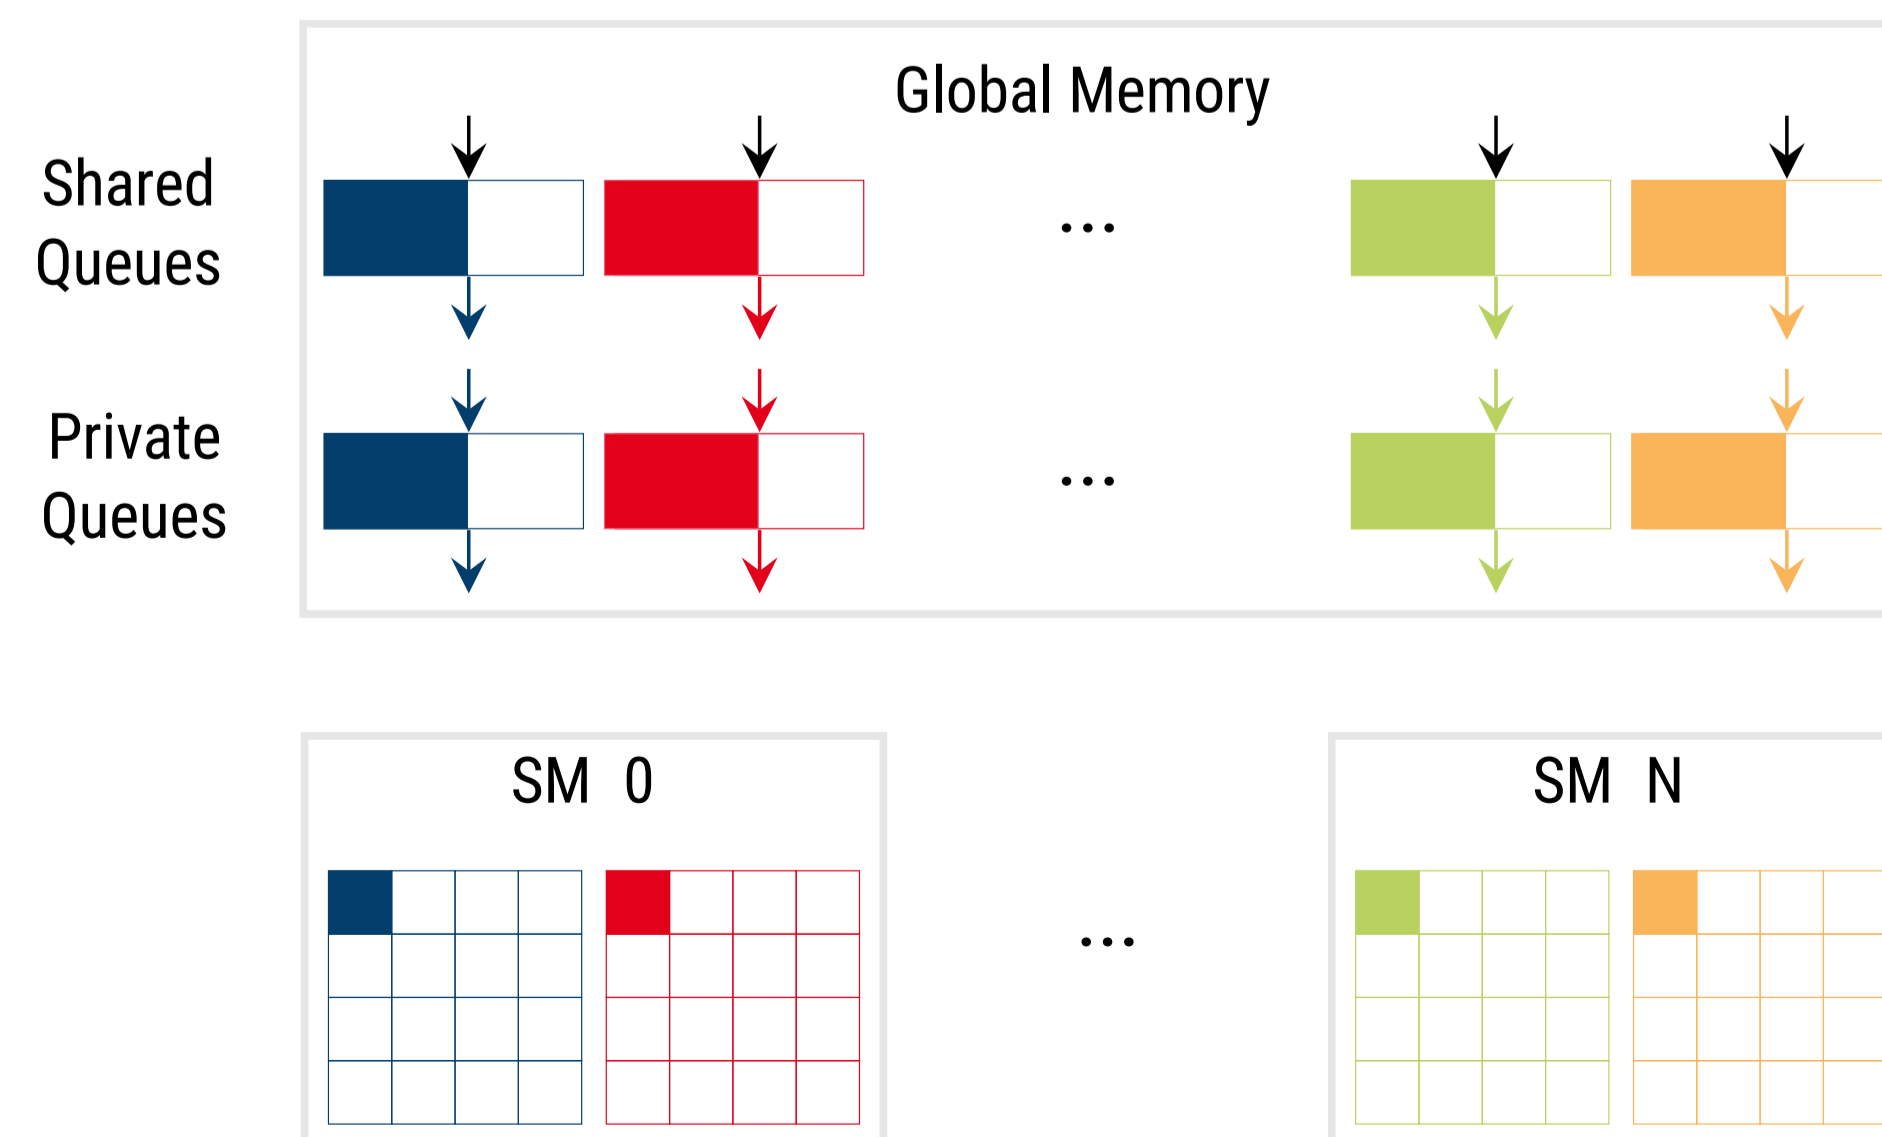 Global Memory
Shared
Queues
...
Private
Queues
...
SM 0
SM N
...